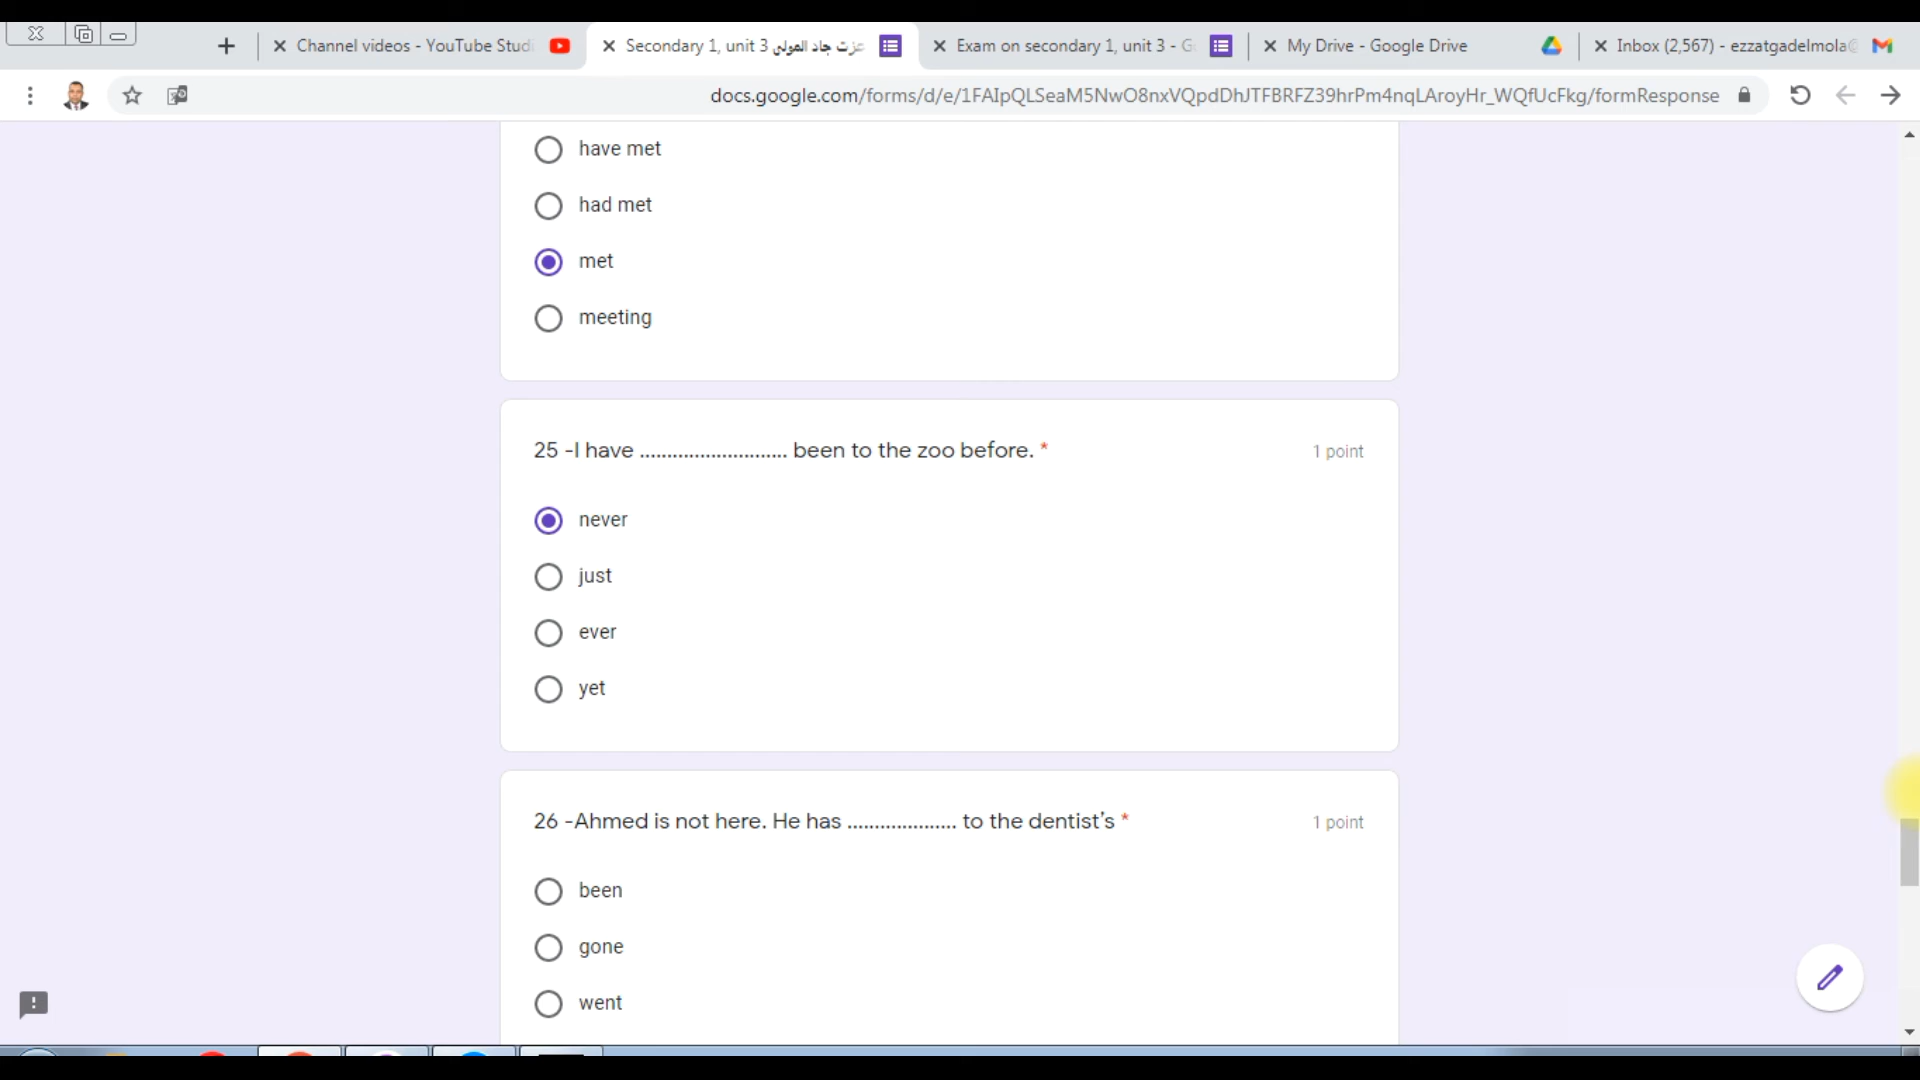 Channel videos - YouTube Studi
Secondary 1, unit 3 عزت جاد المولى
Exam on secondary 1, unit 3 - G
My Drive - Google Drive
Inbox (2,567) - ezzatgadelmola@
docs.google.com/forms/d/e/1FAIpQLSeaM5NwO8nxVQpdDhJTFBRFZ39hrPm4nqLAroyHr_WQfUcFkg/formResponse
have met
had met
met
meeting
25 -I have ........................... been to the zoo before. *
1 point
never
just
ever
yet
26 -Ahmed is not here. He has .................... to the dentist's *
1 point
been
gone
went